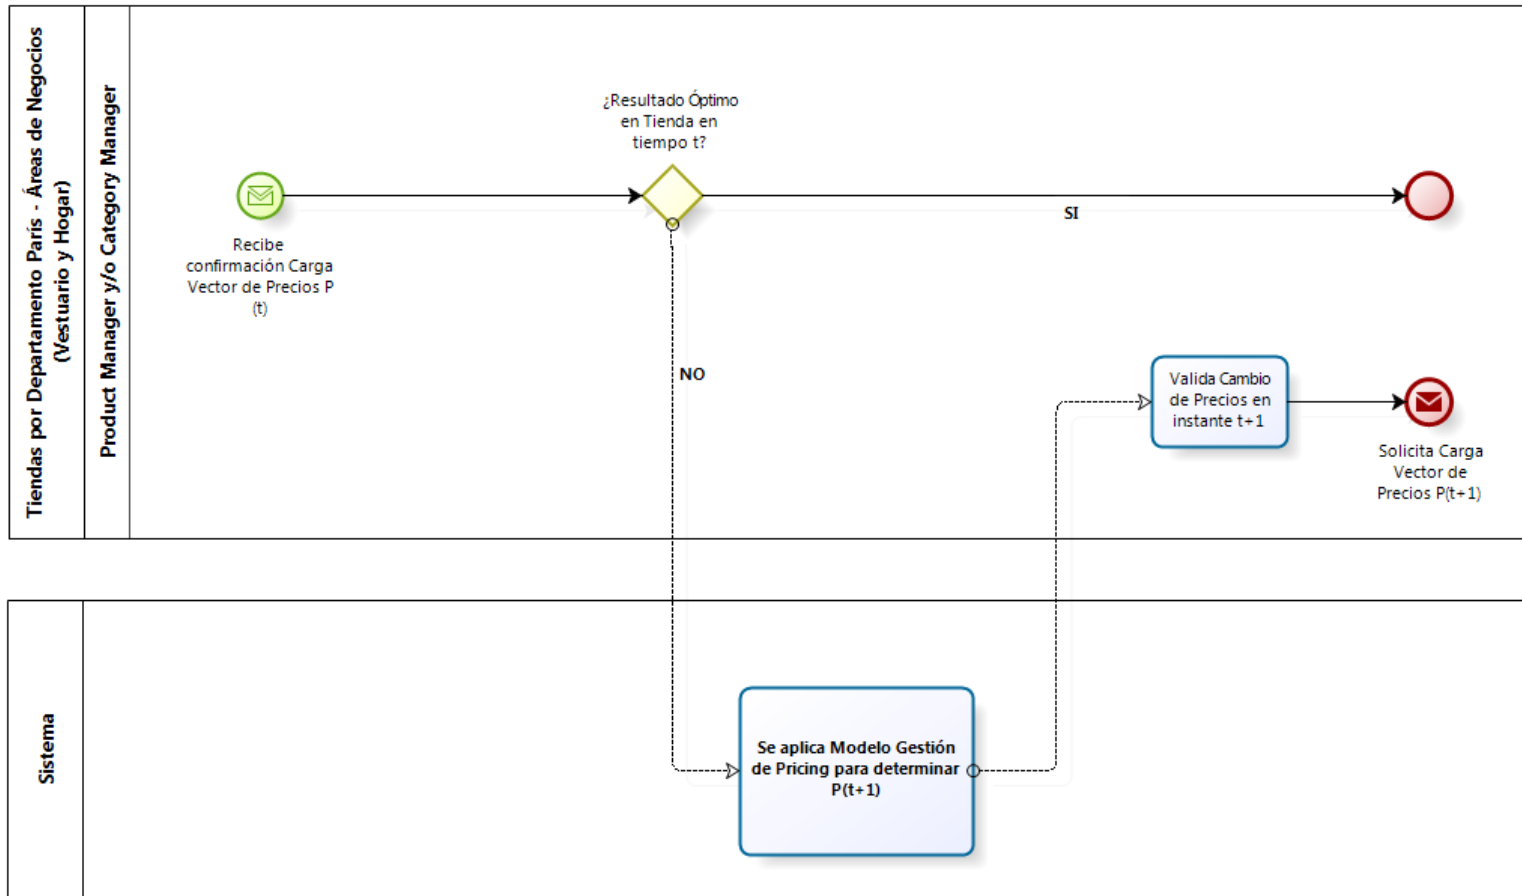 Tiendas por Departamento París - Áreas de Negocios
(Vestuario y Hogar)
Product Manager y/o Category Manager
¿Resultado Óptimo
en Tienda en
tiempo t?
Recibe
confirmación Carga
Vector de Precios P
(t)
SI
NO
Valida Cambio
de Precios en
instante t+1
Solicita Carga
Vector de
Precios P(t+1)
Sistema
Se aplica Modelo Gestión
de Pricing para determinar
P(t+1)